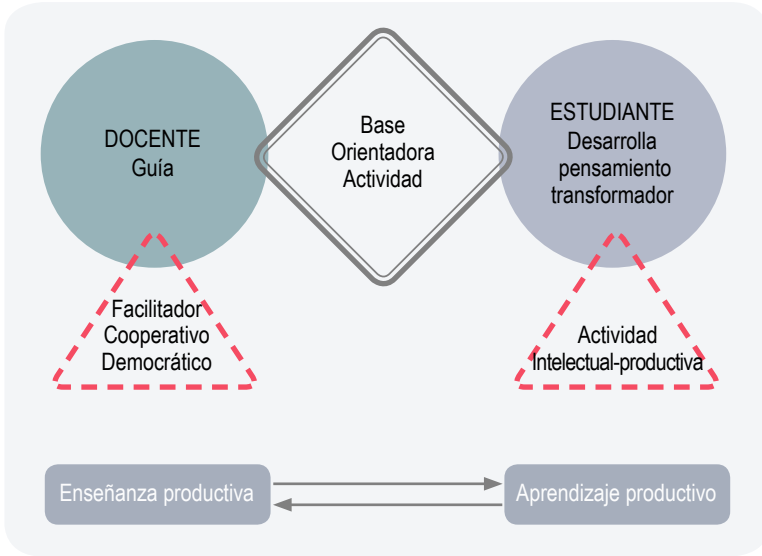 DOCENTE
Guía
Base
Orientadora
Actividad
ESTUDIANTE
Desarrolla
pensamiento
transformador
Facilitador
Cooperativo
Democrático
Actividad
Intelectual-productiva
Enseñanza productiva
Aprendizaje productivo